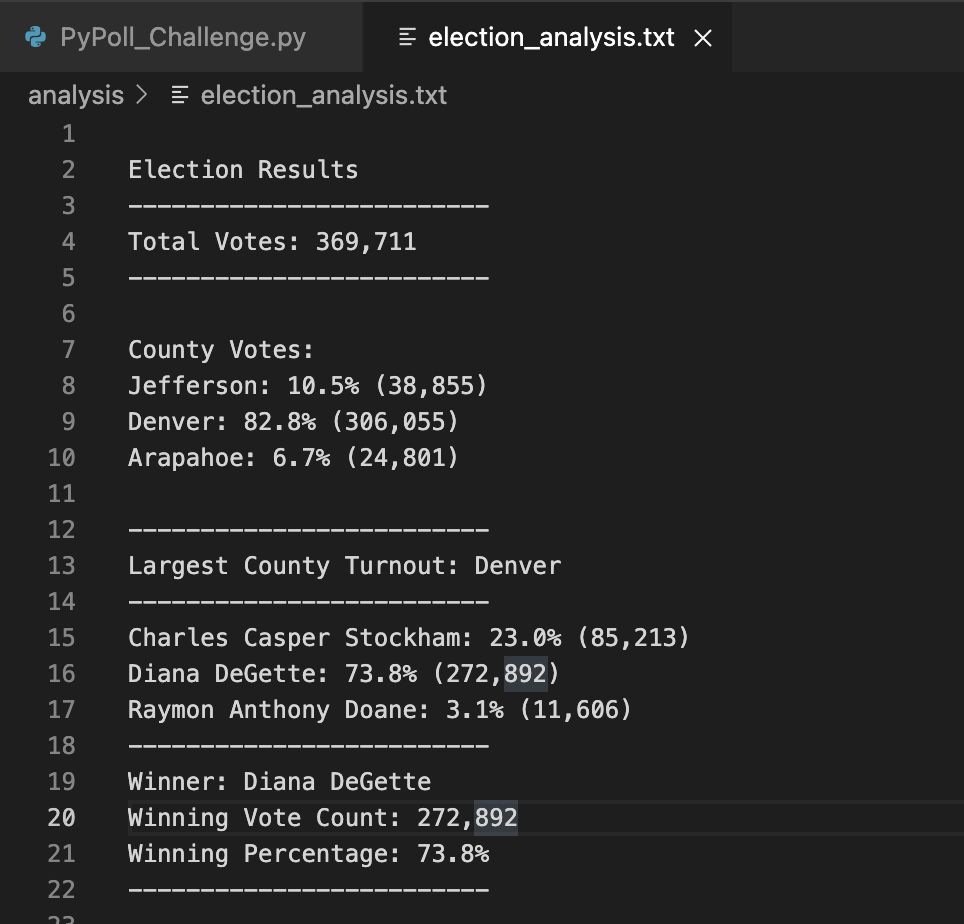 PyPoll_Challenge.py election_analysis.txt
analysis > election_analysis.txt
1
2 Election Results
3 -------------------------
4 Total Votes: 369,711
5 -------------------------
6
7 County Votes:
8 Jefferson: 10.5% (38,855)
9 Denver: 82.8% (306,055)
10 Arapahoe: 6.7% (24,801)
11
12 -------------------------
13 Largest County Turnout: Denver
14 -------------------------
15 Charles Casper Stockham: 23.0% (85,213)
16 Diana DeGette: 73.8% (272,892)
17 Raymon Anthony Doane: 3.1% (11,606)
18 -------------------------
19 Winner: Diana DeGette
20 Winning Vote Count: 272,892
21 Winning Percentage: 73.8%
22 -------------------------
23